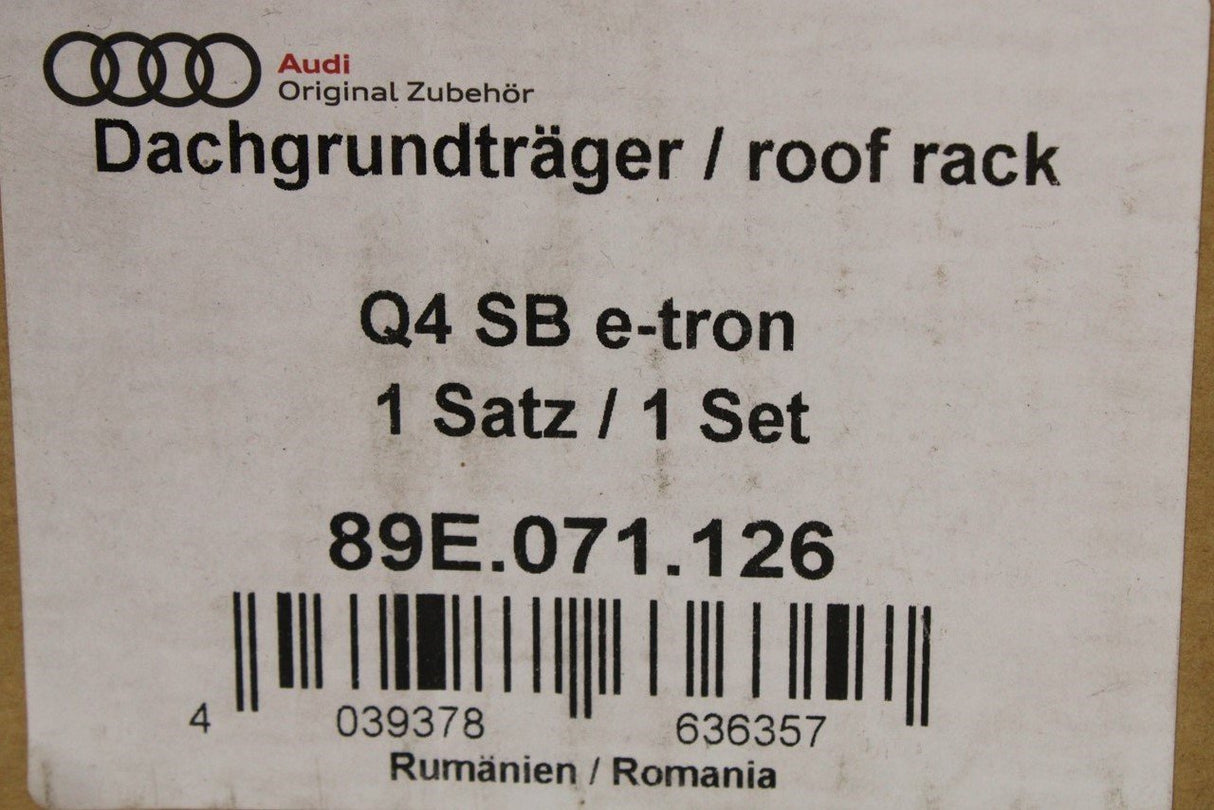 Audi
Original Zubehör
Dachgrundträger / roof rack
Q4 SB e-tron
1 Satz / 1 Set
89E.071.126
4 039378 636357
Rumänien / Romania